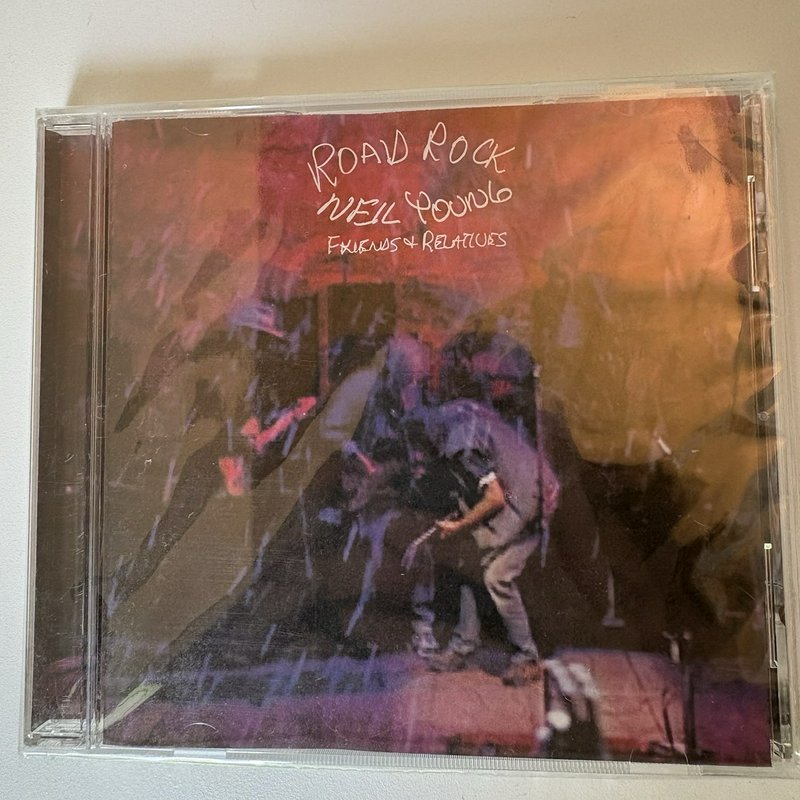 ROAD ROCK
NEIL YOUNG
FRIENDS + RELATIVES